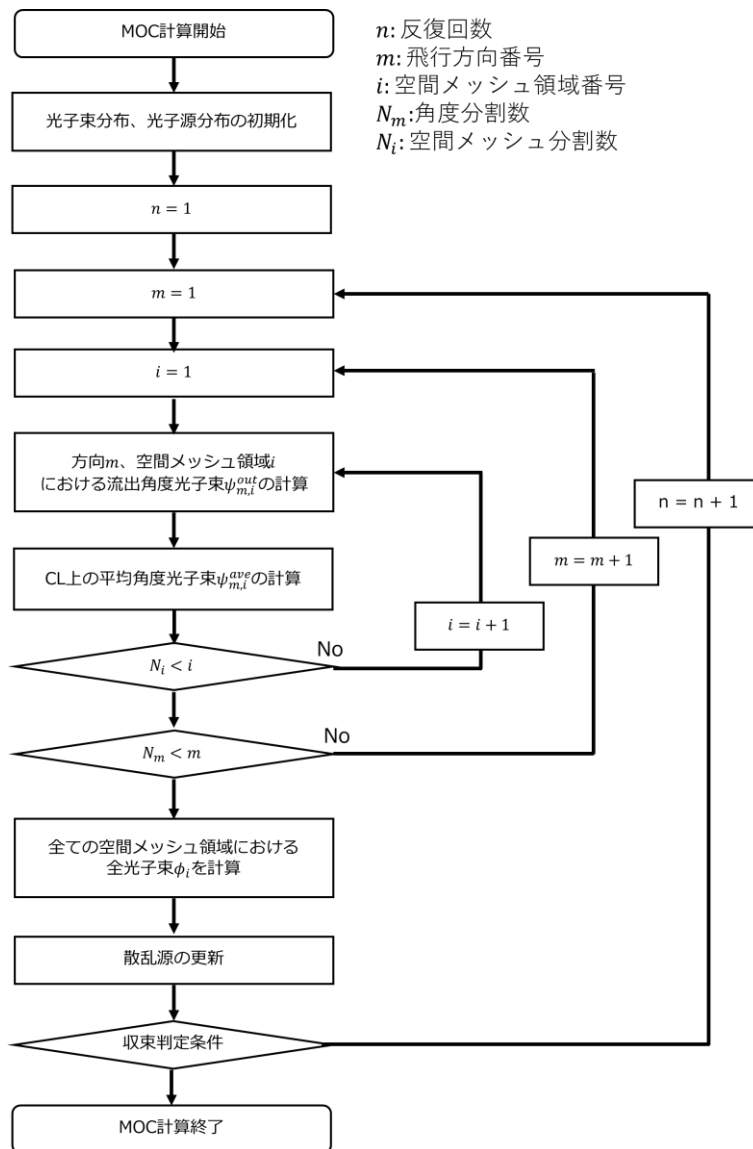 MOC計算開始
n: 反復回数
m: 飛行方向番号
i: 空間メッシュ領域番号
N_m:角度分割数
N_i: 空間メッシュ分割数
光子束分布、光子源分布の初期化
n = 1
m = 1
i = 1
方向m、空間メッシュ領域i
における流出角度光子束ψ_{m,i}^{out}の計算
n = n + 1
m = m + 1
CL上の平均角度光子束ψ_{m,i}^{ave}の計算
i = i + 1
No
N_i < i
No
N_m < m
全ての空間メッシュ領域における
全光子束ϕ_iを計算
散乱源の更新
収束判定条件
MOC計算終了